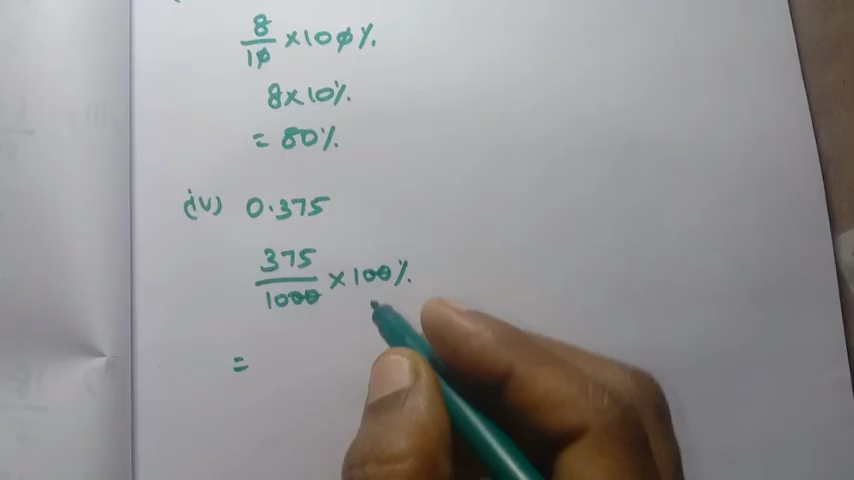 8/10 × 100%
8×10%
= 80%
(iv) 0.375
375/1000 × 100%
=